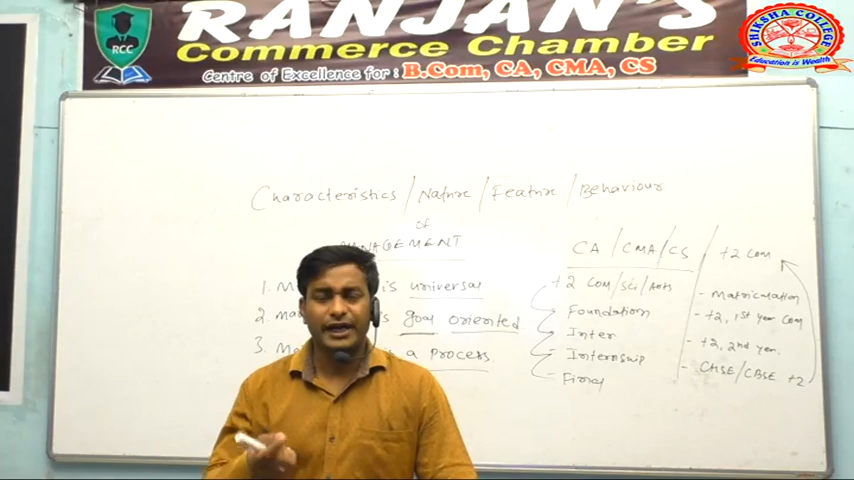 RANJAN'S
Commerce Feature Chamber
Centre of Excellence for : B.Com, CA, CMA, CS
RCC
SHIKSHA COLLEGE
Education is Wealth
Characteristics / Nature / Feature / Behaviour
of
MANAGEMENT
1. is universal
2. is goal oriented
3. a process
CA / CMA / CS
+2 Com/Sci/Arts
Foundation
Inter
Internship
Final
+2 Com
- Matriculation
- +2, 1st year Com
- +2, 2nd year.
- CHSE/CBSE +2